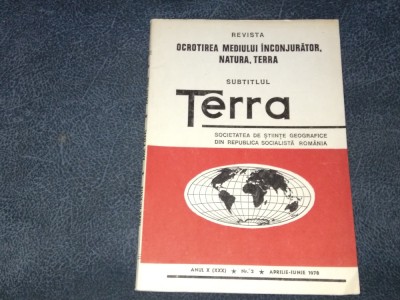 REVISTA
OCROTIREA MEDIULUI ÎNCONJURĂTOR,
NATURA, TERRA
SUBTITLUL
Terra
SOCIETATEA DE ȘTIINȚE GEOGRAFICE
DIN REPUBLICA SOCIALISTĂ ROMÂNIA
ANUL X (XXX) ★ Nr. 2 ★ APRILIE-IUNIE 1978